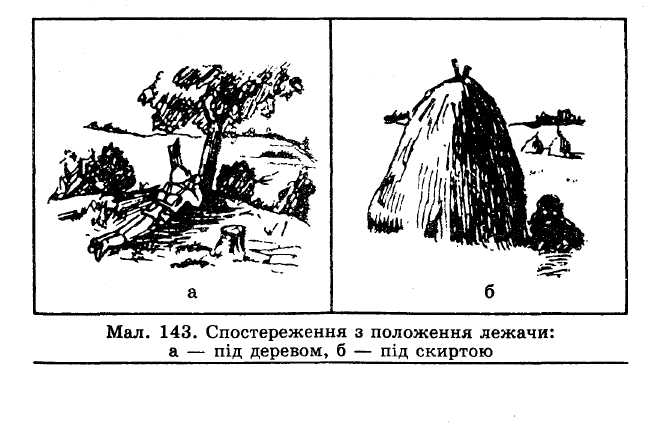 а
б
Мал. 143. Спостереження з положення лежачи:
а — під деревом, б — під скиртою